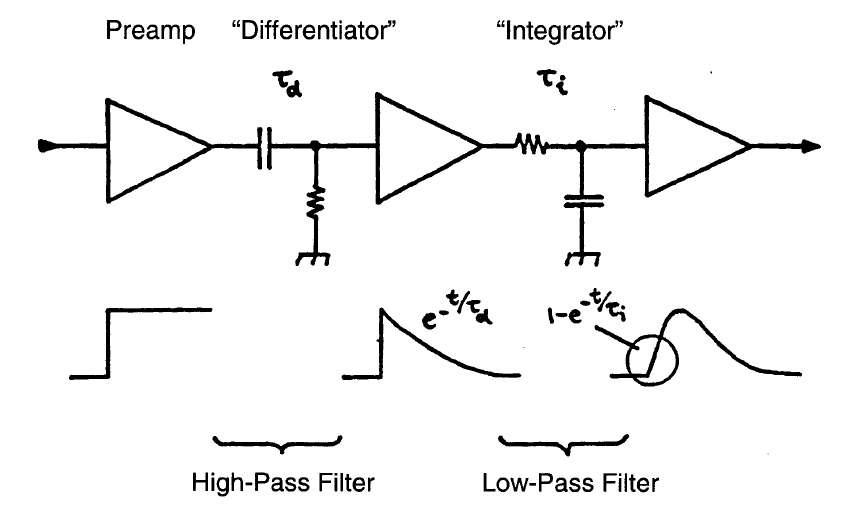 Preamp “Differentiator” “Integrator”
τd τi
e^-t/τd 1-e^-t/τi
High-Pass Filter Low-Pass Filter